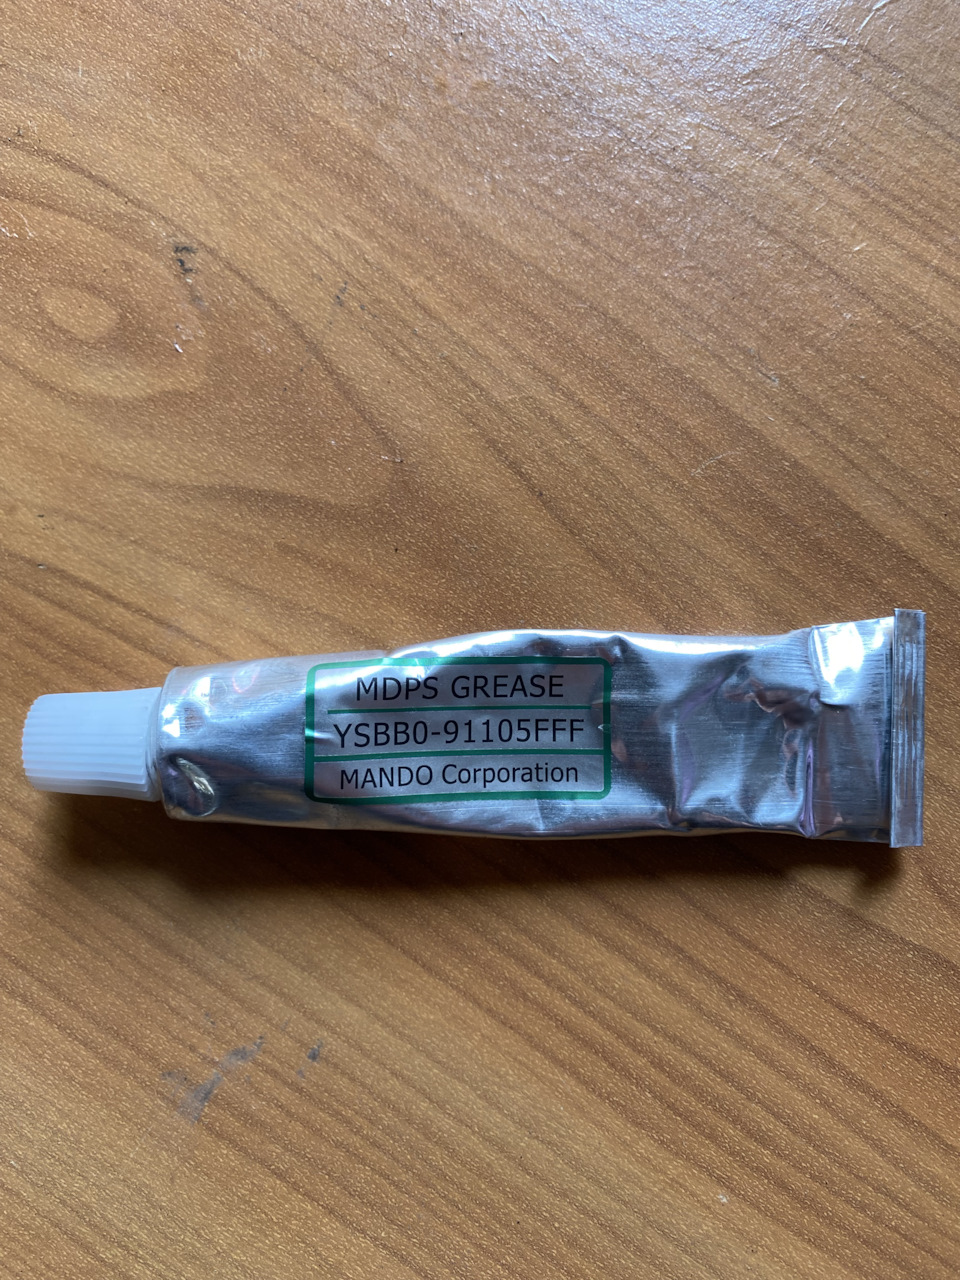 MDPS GREASE
YSBB0-91105FFF
MANDO Corporation